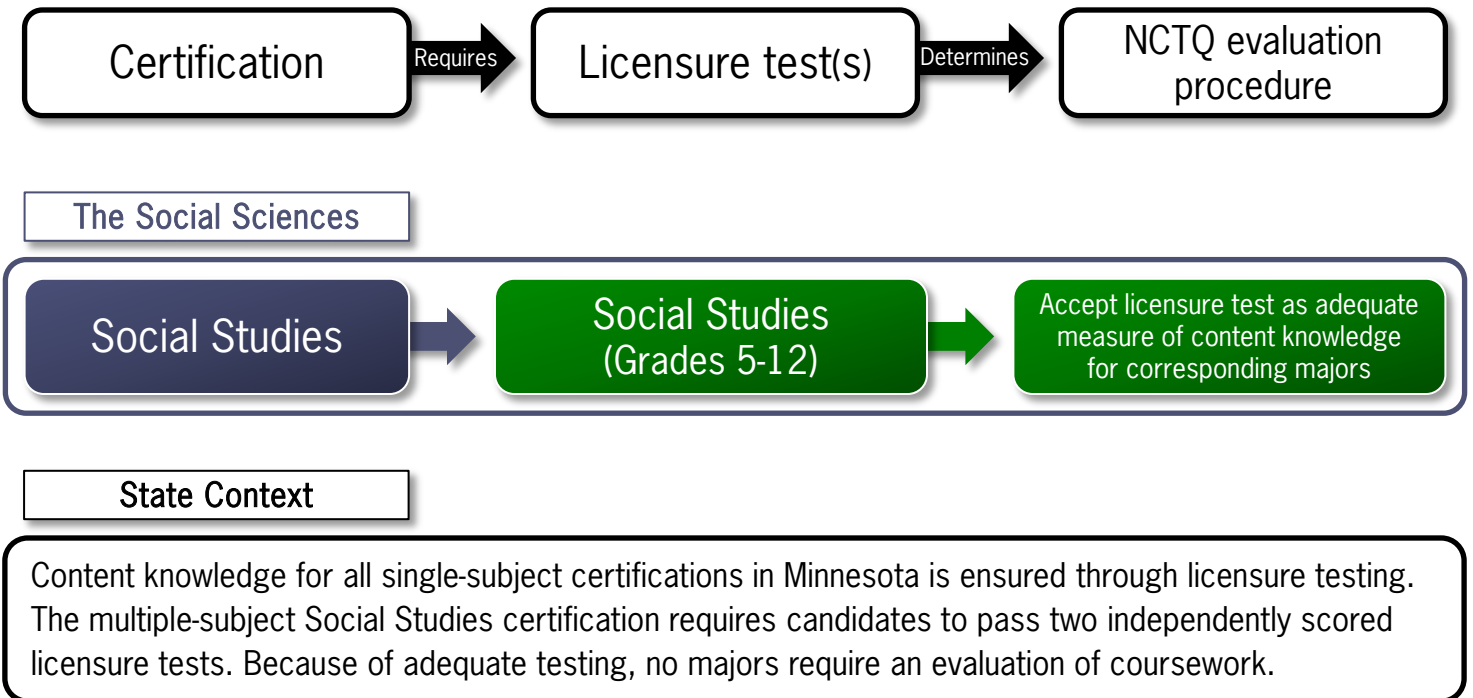 Certification
Requires
Licensure test(s)
Determines
NCTQ evaluation
procedure
The Social Sciences
Social Studies
Social Studies
(Grades 5-12)
Accept licensure test as adequate
measure of content knowledge
for corresponding majors
State Context
Content knowledge for all single-subject certifications in Minnesota is ensured through licensure testing.
The multiple-subject Social Studies certification requires candidates to pass two independently scored
licensure tests. Because of adequate testing, no majors require an evaluation of coursework.